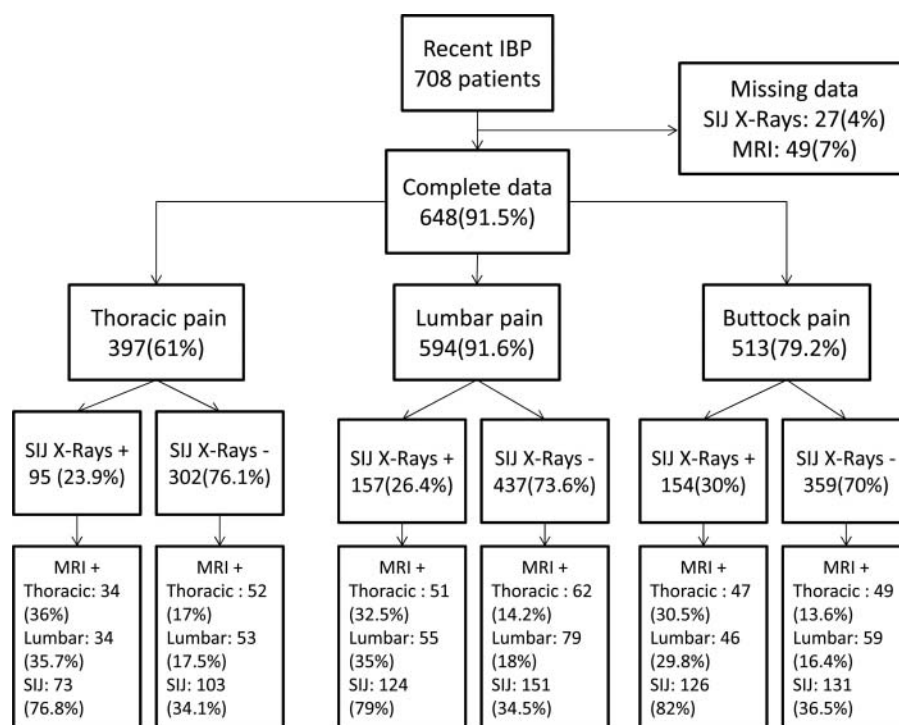 Recent IBP
708 patients
Missing data
SIJ X-Rays: 27(4%)
MRI: 49(7%)
Complete data
648(91.5%)
Thoracic pain
397(61%)
Lumbar pain
594(91.6%)
Buttock pain
513(79.2%)
SIJ X-Rays +
95 (23.9%)
SIJ X-Rays -
302(76.1%)
SIJ X-Rays +
157(26.4%)
SIJ X-Rays -
437(73.6%)
SIJ X-Rays +
154(30%)
SIJ X-Rays -
359(70%)
MRI +
Thoracic: 34
(36%)
Lumbar: 34
(35.7%)
SIJ: 73
(76.8%)
MRI +
Thoracic : 52
(17%)
Lumbar: 53
(17.5%)
SIJ: 103
(34.1%)
MRI +
Thoracic : 51
(32.5%)
Lumbar: 55
(35%)
SIJ: 124
(79%)
MRI +
Thoracic : 62
(14.2%)
Lumbar: 79
(18%)
SIJ: 151
(34.5%)
MRI +
Thoracic : 47
(30.5%)
Lumbar: 46
(29.8%)
SIJ: 126
(82%)
MRI +
Thoracic : 49
(13.6%)
Lumbar: 59
(16.4%)
SIJ: 131
(36.5%)